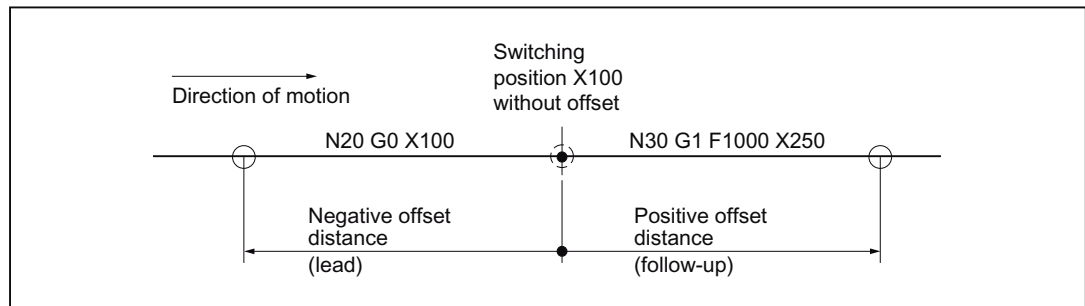 Switching
position X100
without offset
Direction of motion
N20 G0 X100
N30 G1 F1000 X250
Negative offset
distance
(lead)
Positive offset
distance
(follow-up)